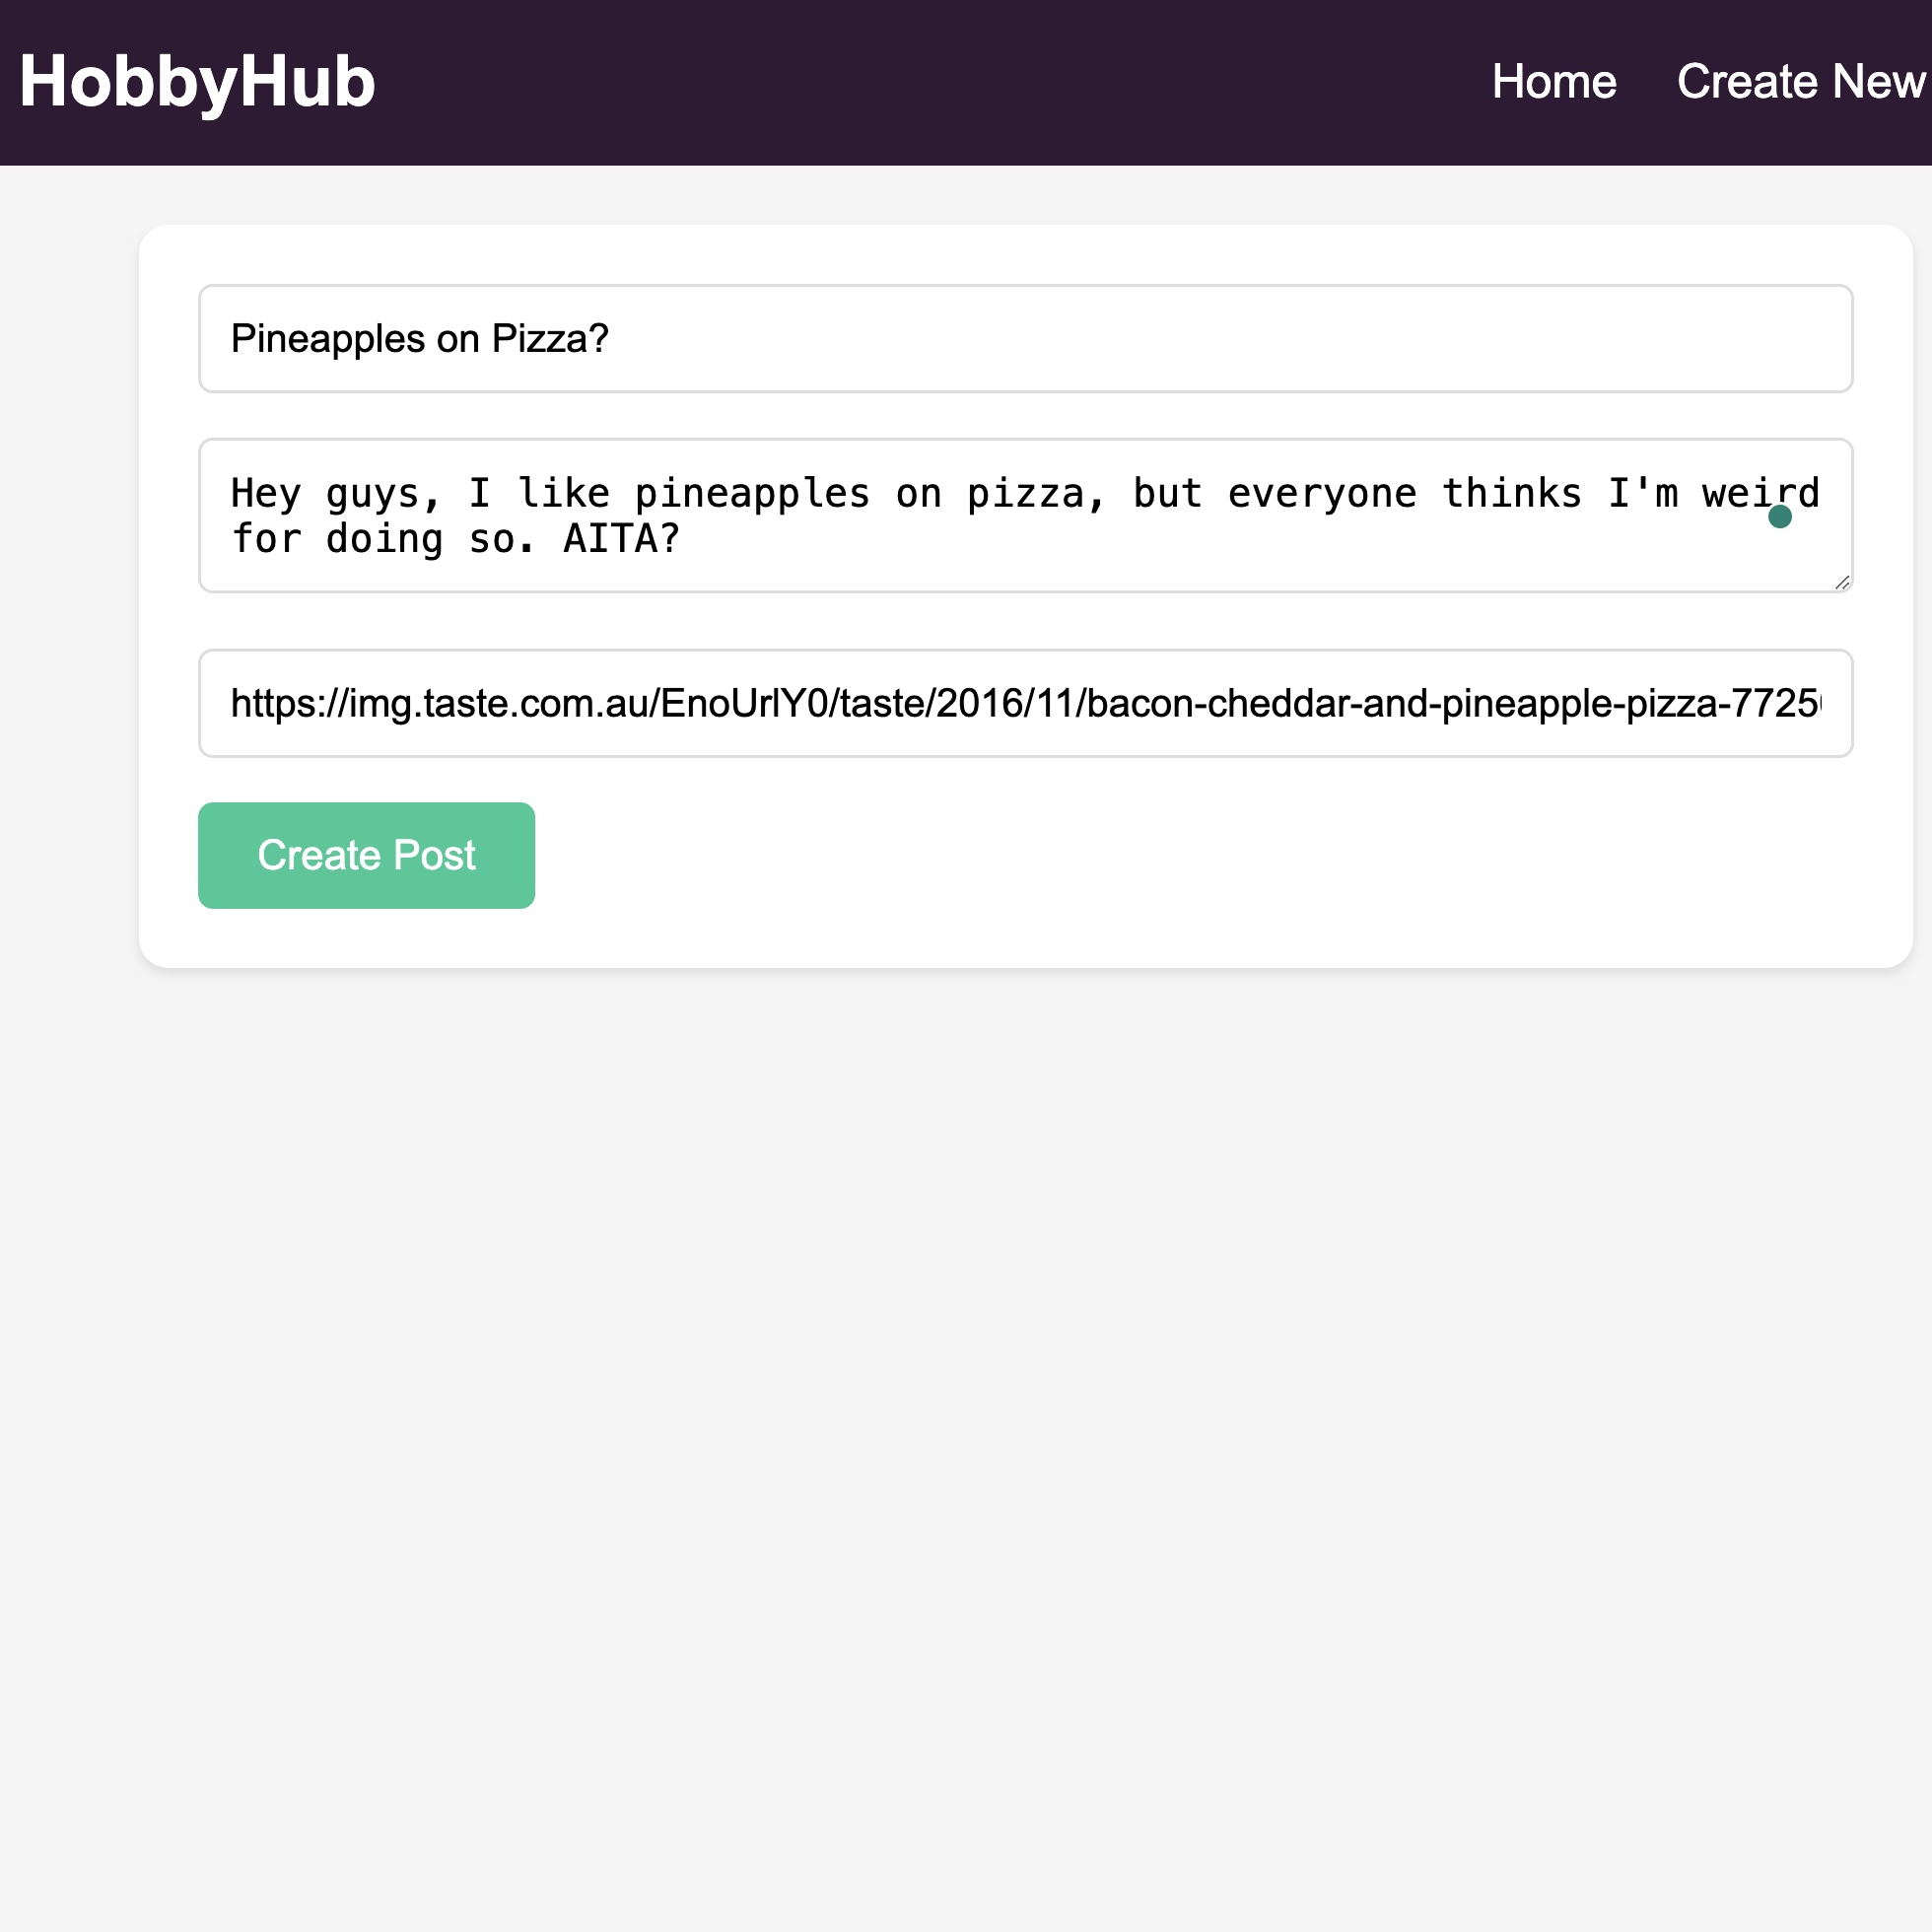 HobbyHub
Home
Create New
Pineapples on Pizza?
Hey guys, I like pineapples on pizza, but everyone thinks I'm weird
for doing so. AITA?
https://img.taste.com.au/EnoUrlY0/taste/2016/11/bacon-cheddar-and-pineapple-pizza-7725
Create Post